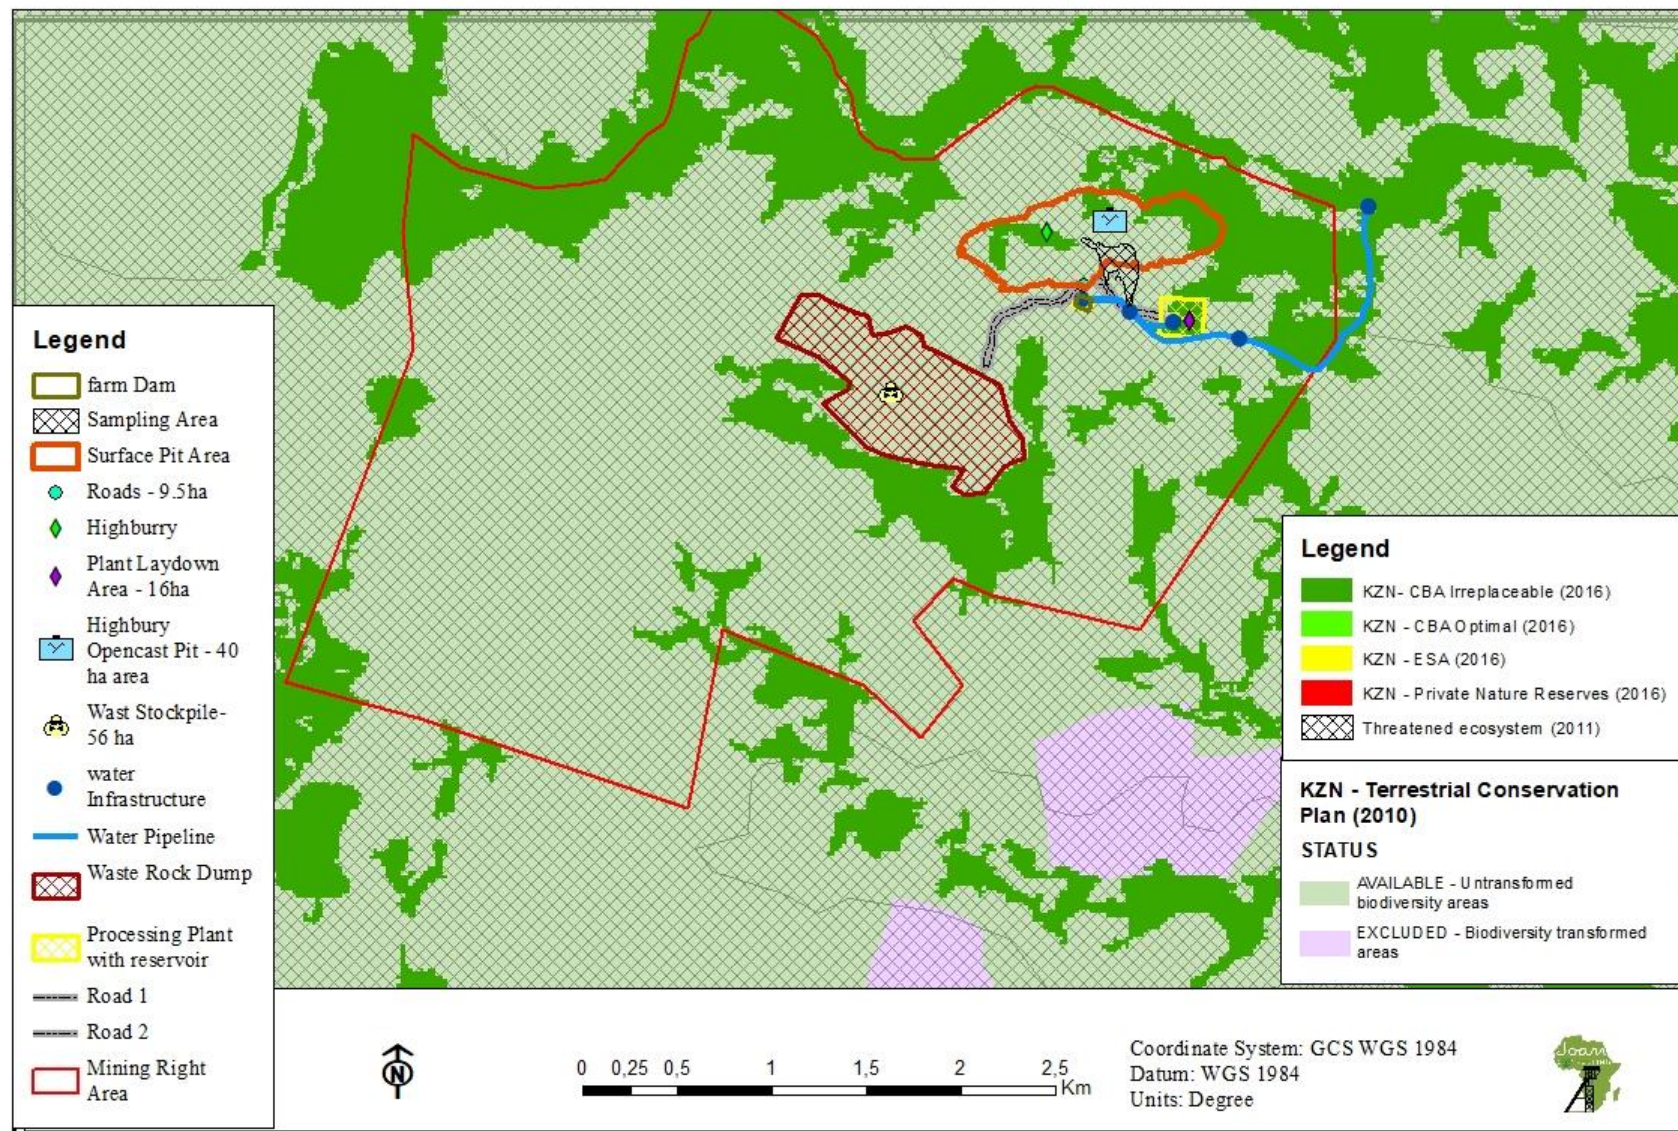 Legend
farm Dam
Sampling Area
Surface Pit Area
Roads - 9.5ha
Highburry
Plant Laydown
Area - 16ha
Highbury
Opencast Pit - 40
ha area
Wast Stockpile-
56 ha
water
Infrastructure
Water Pipeline
Waste Rock Dump
Processing Plant
with reservoir
Road 1
Road 2
Mining Right
Area
Legend
KZN- CBA Irreplaceable (2016)
KZN - CBA Optimal (2016)
KZN - ESA (2016)
KZN - Private Nature Reserves (2016)
Threatened ecosystem (2011)
KZN - Terrestrial Conservation
Plan (2010)
STATUS
AVAILABLE - Untransformed
biodiversity areas
EXCLUDED - Biodiversity transformed
areas
N
0 0,25 0,5 1 1,5 2 2,5
Km
Coordinate System: GCS WGS 1984
Datum: WGS 1984
Units: Degree